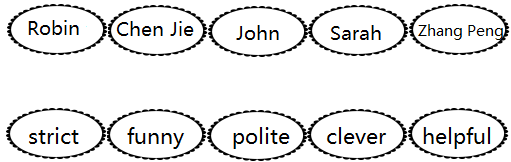 Robin Chen Jie John Sarah Zhang Peng
strict funny polite clever helpful